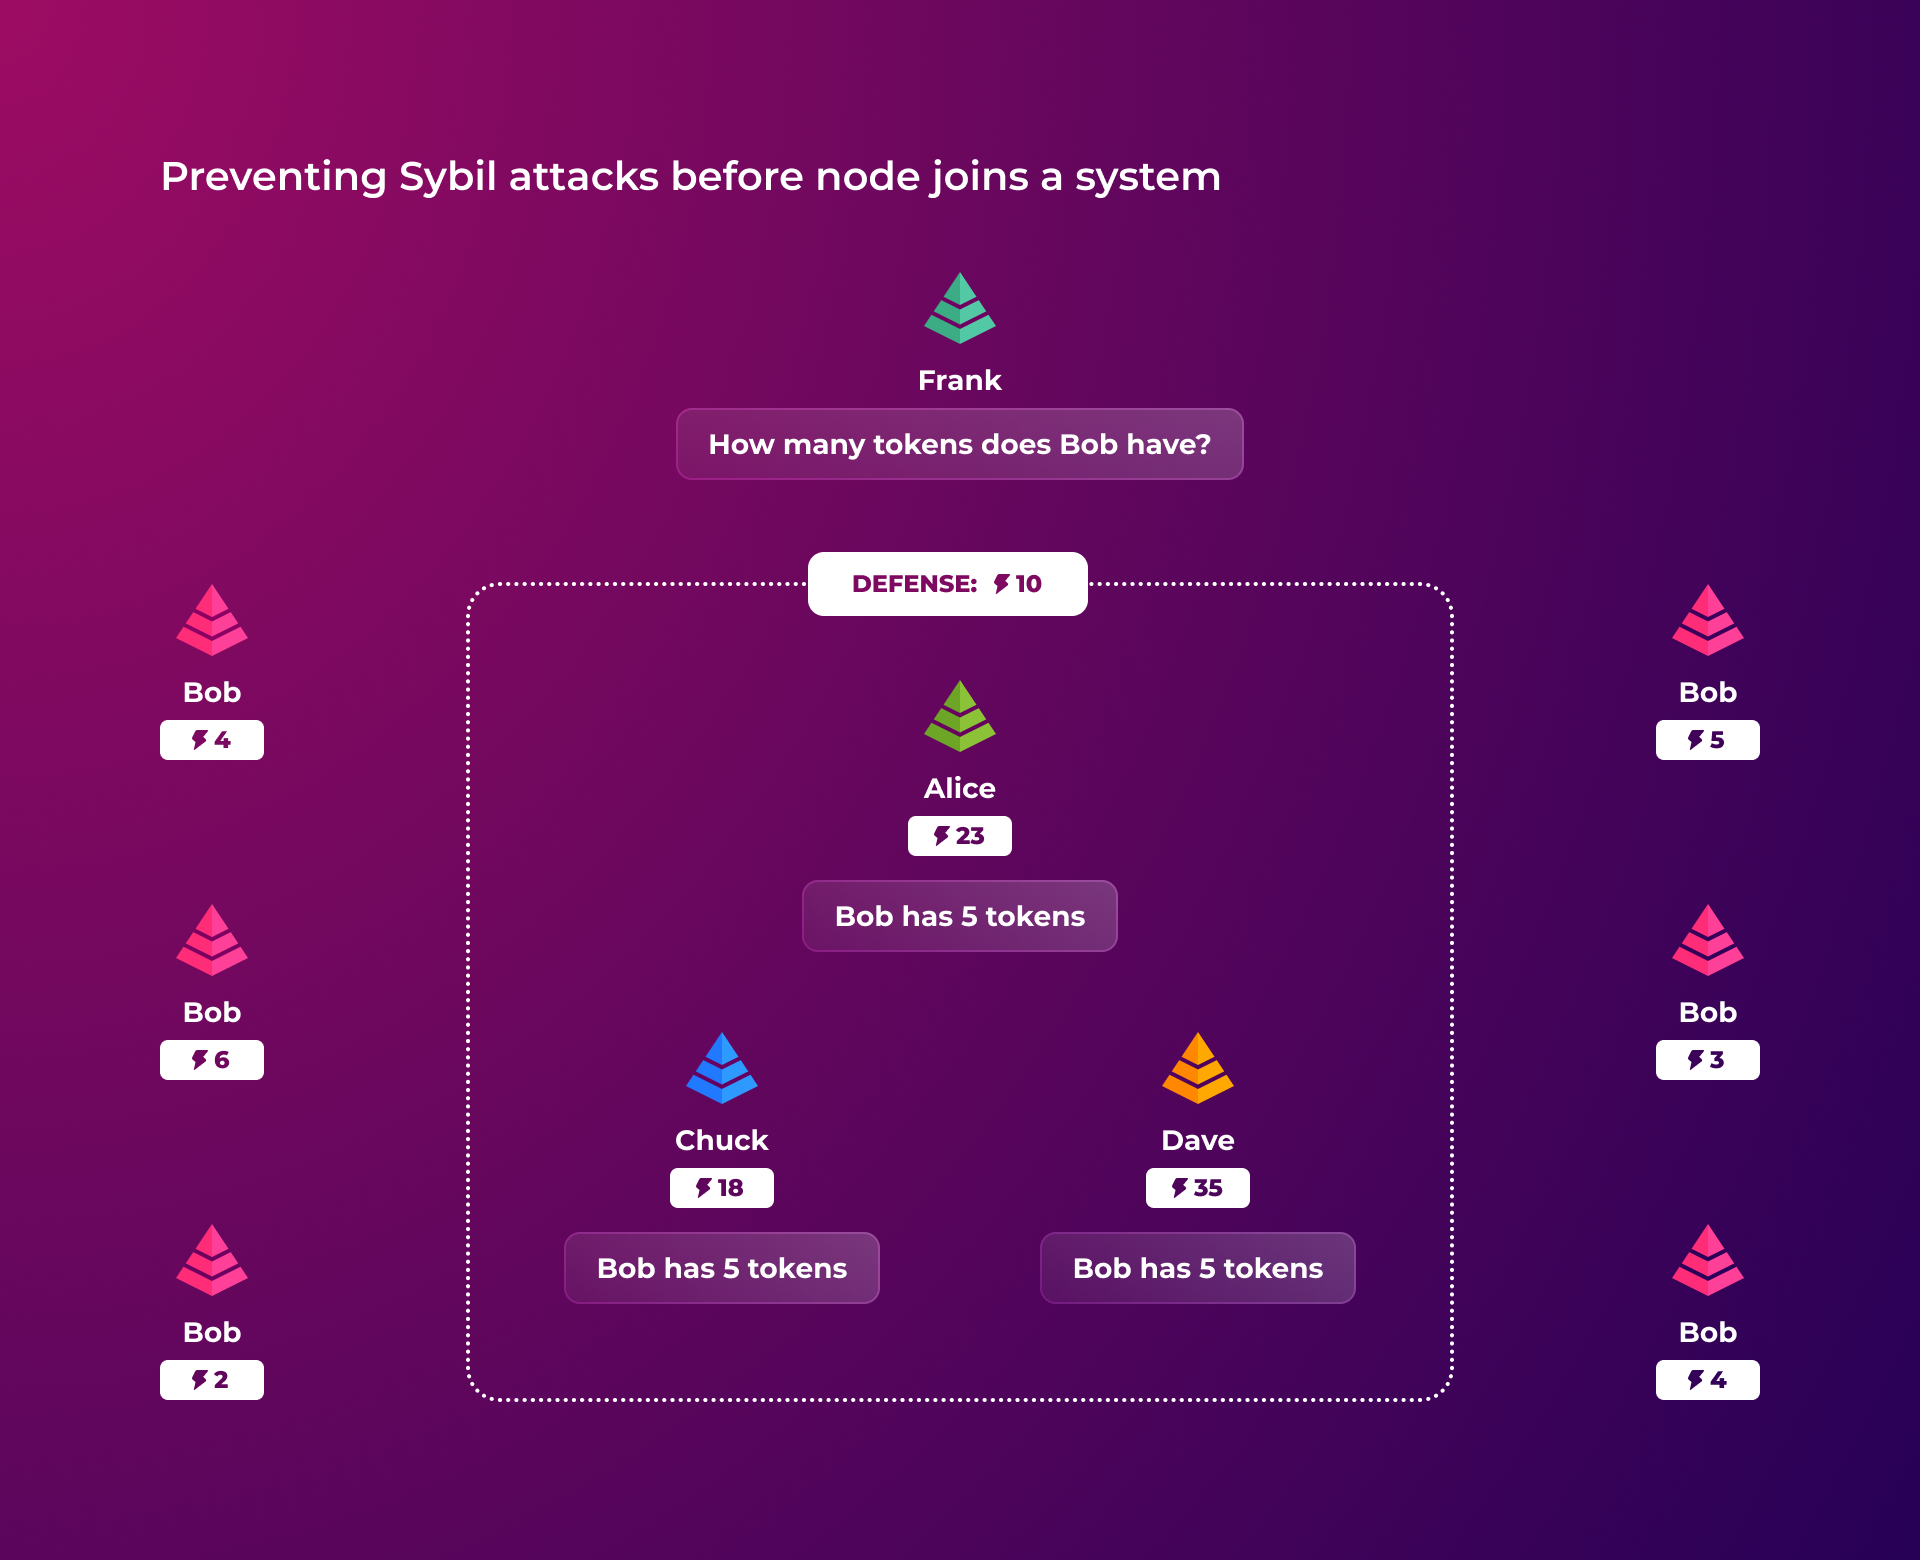 Preventing Sybil attacks before node joins a system
Frank
How many tokens does Bob have?
DEFENSE: 10
Bob
4
Bob
5
Alice
23
Bob has 5 tokens
Bob
6
Bob
3
Chuck
18
Bob has 5 tokens
Dave
35
Bob has 5 tokens
Bob
2
Bob
4